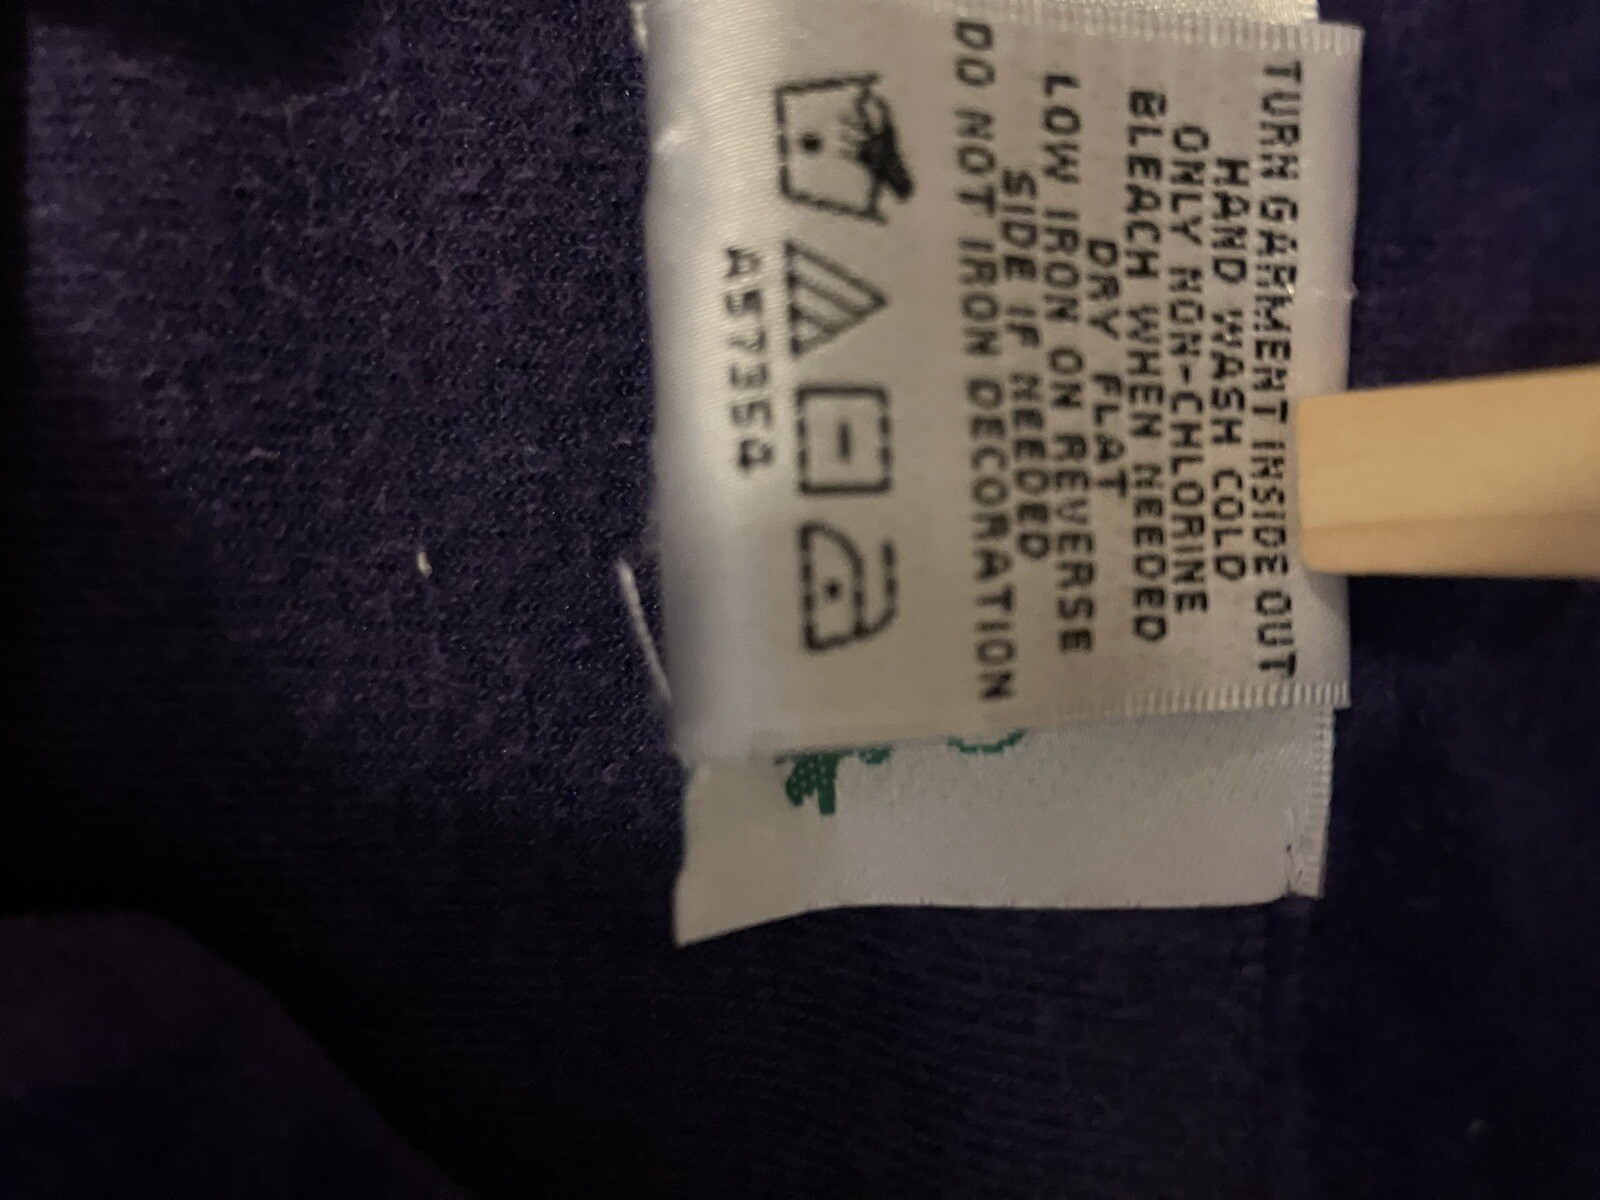 TURN GARMENT INSIDE OUT
HAND WASH COLD
ONLY NON-CHLORINE
BLEACH WHEN NEEDED
DRY FLAT
LOW IRON ON REVERSE
SIDE IF NEEDED
DO NOT IRON DECORATION
A57354